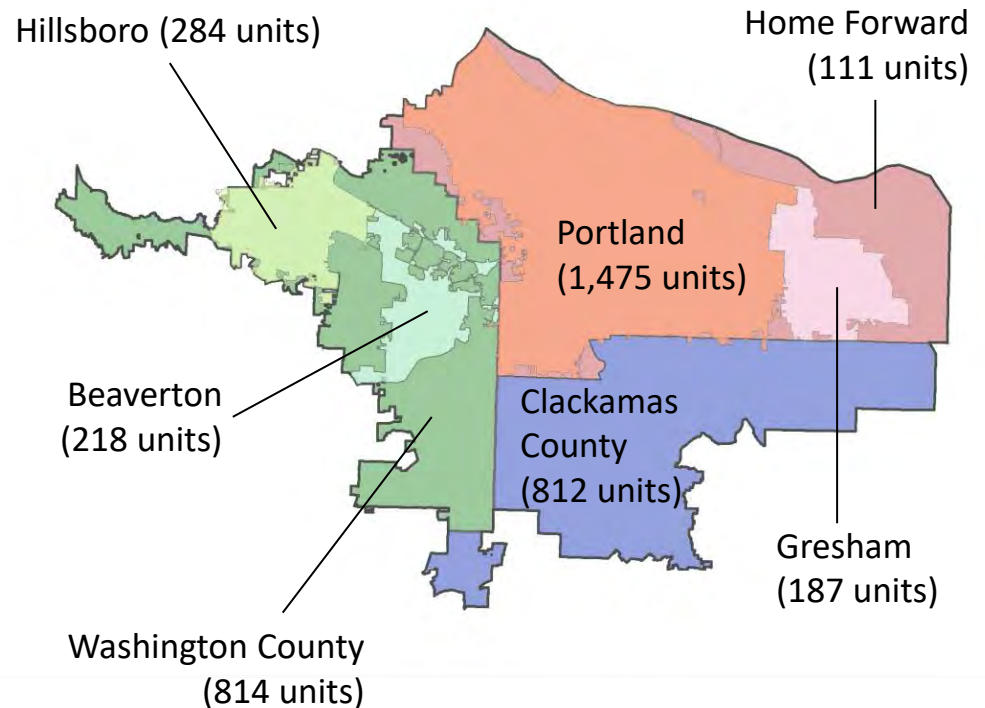 Hillsboro (284 units)
Home Forward
(111 units)
Portland
(1,475 units)
Beaverton
(218 units)
Clackamas
County
(812 units)
Gresham
(187 units)
Washington County
(814 units)